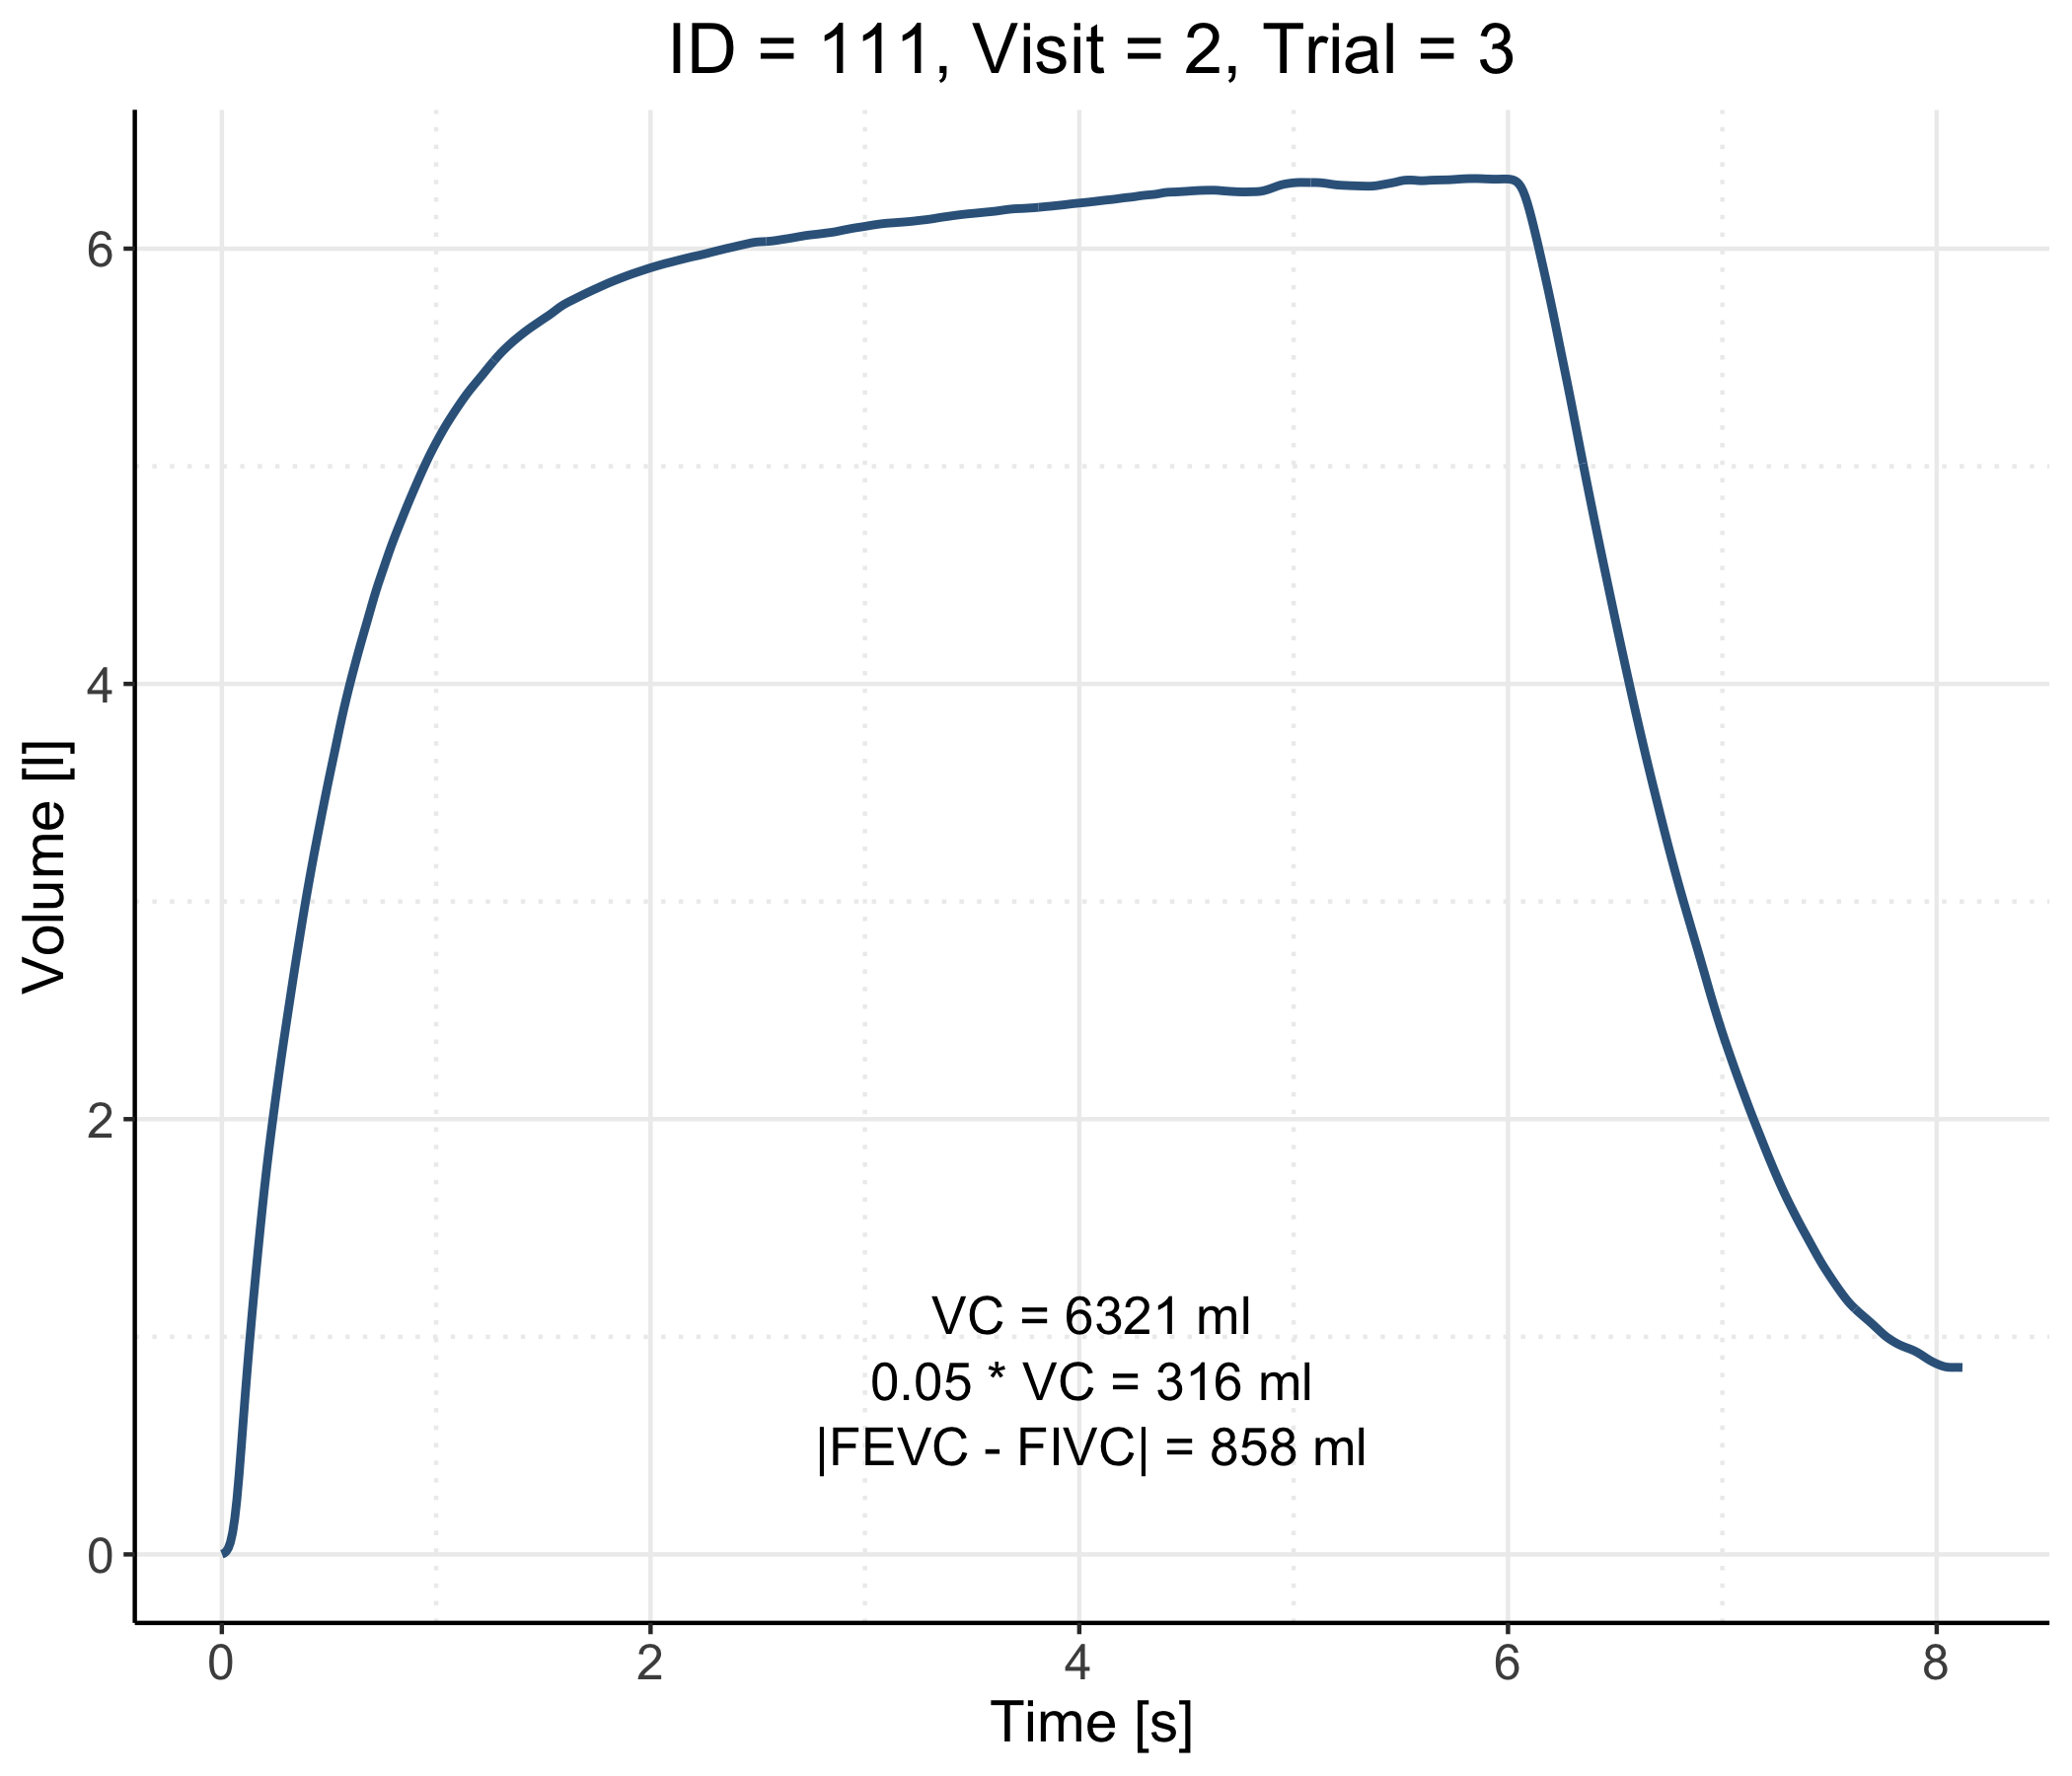 ID = 111, Visit = 2, Trial = 3
Volume [l]
6
4
2
0
VC = 6321 ml
0.05 * VC = 316 ml
|FEVC - FIVC| = 858 ml
0 2 4 6 8
Time [s]